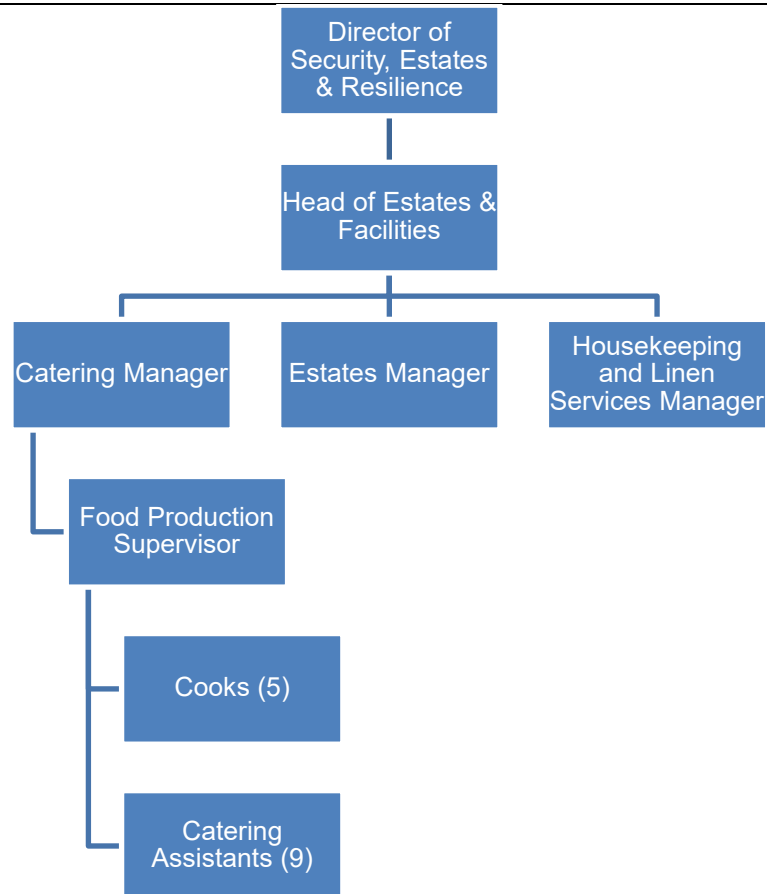 Director of
Security, Estates
& Resilience
Head of Estates &
Facilities
Catering Manager
Estates Manager
Housekeeping
and Linen
Services Manager
Food Production
Supervisor
Cooks (5)
Catering
Assistants (9)